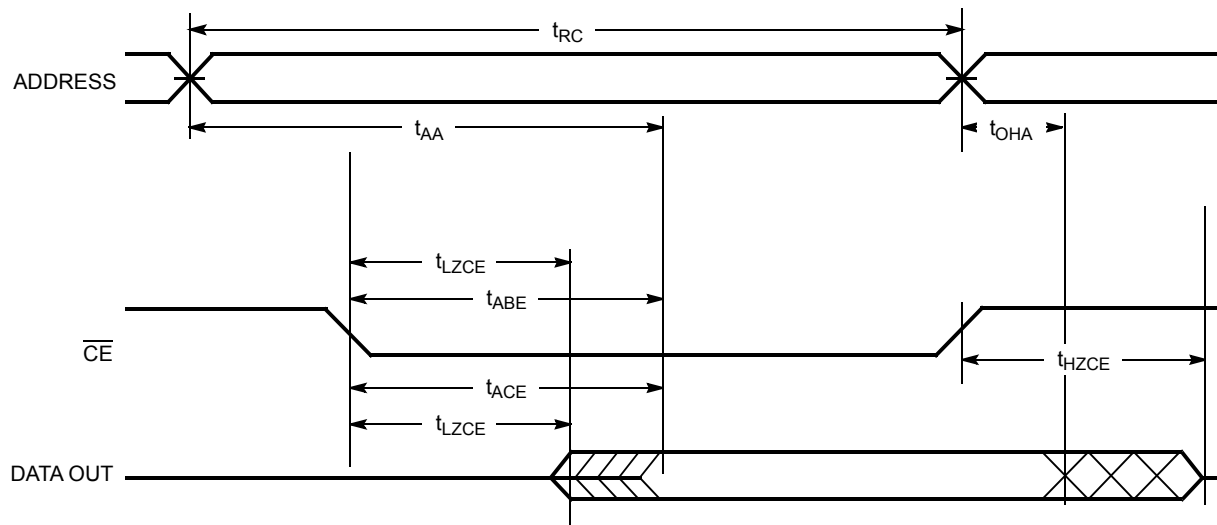 tRC
ADDRESS
tAA
tOHA
tLZCE
tABE
CE
tHZCE
tACE
tLZCE
DATA OUT